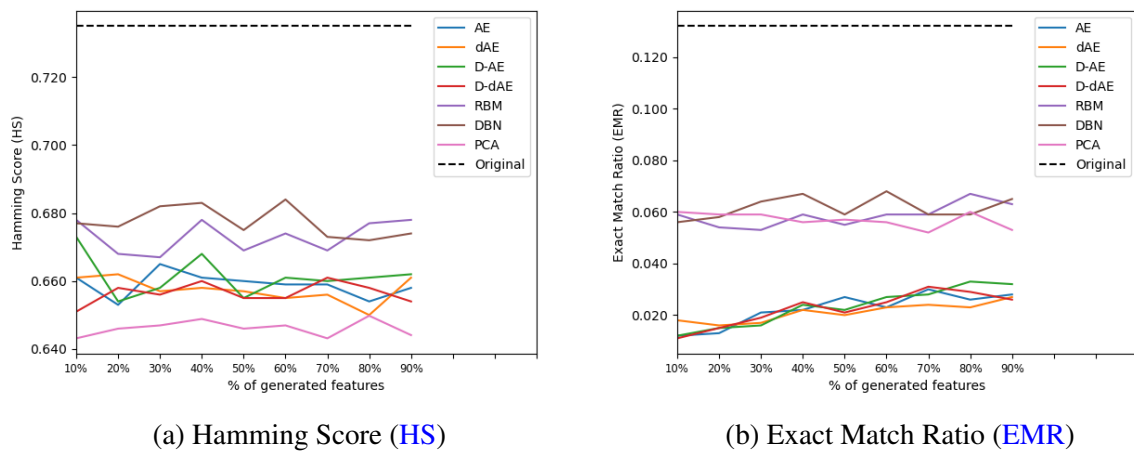 0.720
0.700
0.680
0.660
0.640
Hamming Score (HS)
10% 20% 30% 40% 50% 60% 70% 80% 90%
% of generated features
AE
dAE
D-AE
D-dAE
RBM
DBN
PCA
Original
(a) Hamming Score (HS)
0.120
0.100
0.080
0.060
0.040
0.020
Exact Match Ratio (EMR)
10% 20% 30% 40% 50% 60% 70% 80% 90%
% of generated features
AE
dAE
D-AE
D-dAE
RBM
DBN
PCA
Original
(b) Exact Match Ratio (EMR)